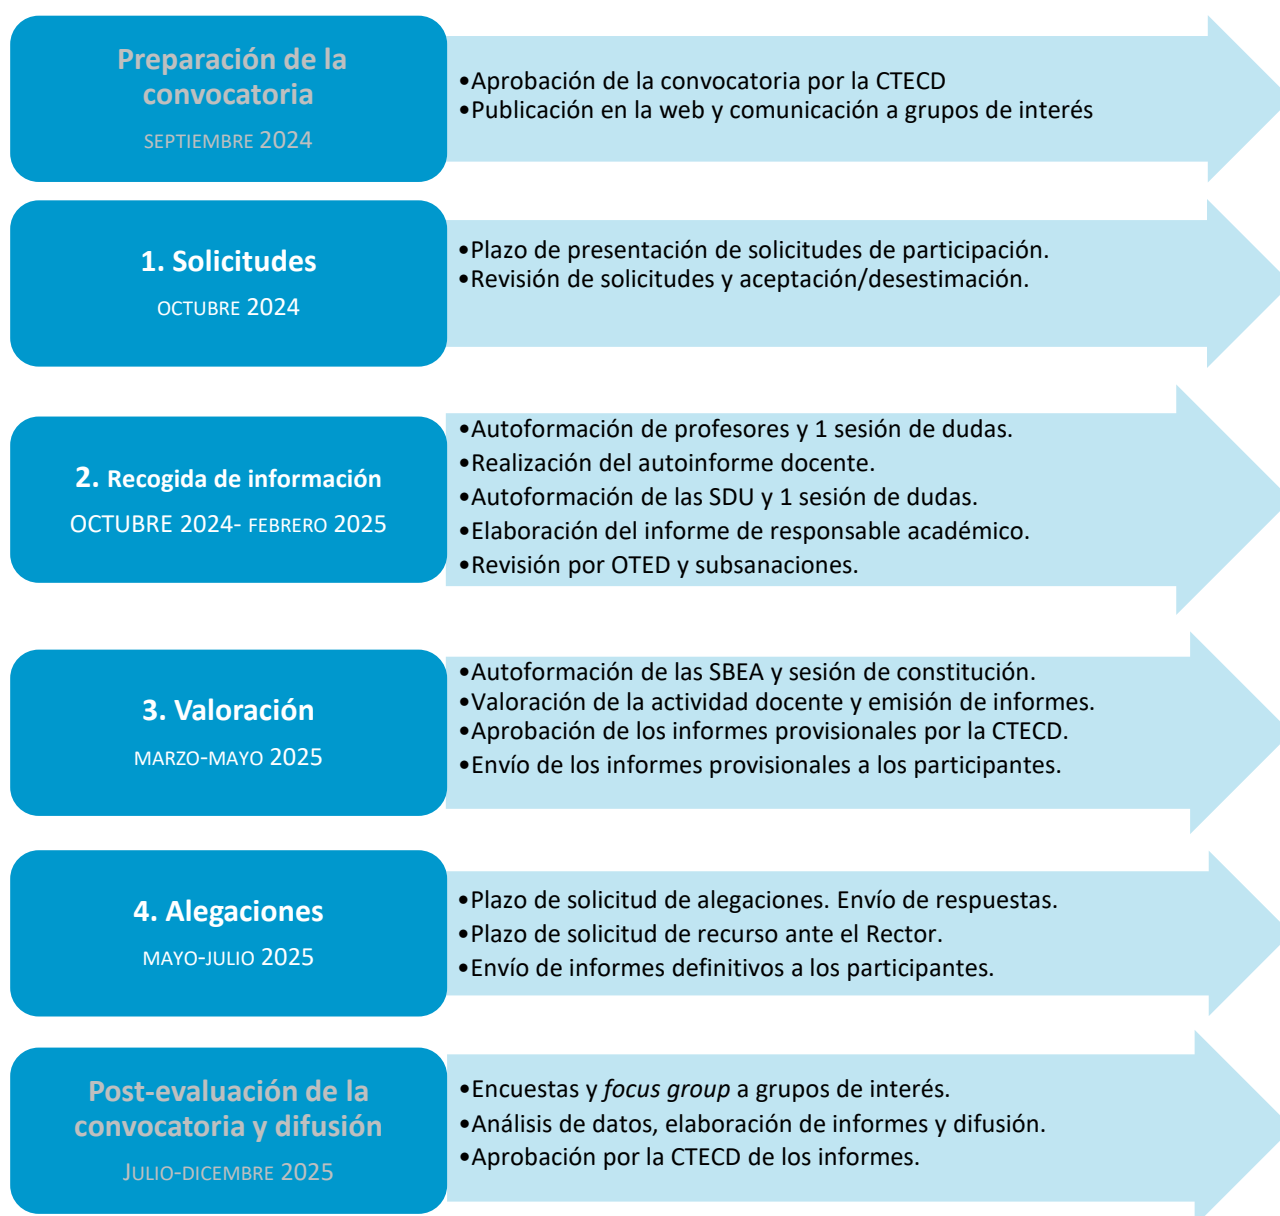 Preparación de la
convocatoria
SEPTIEMBRE 2024
•Aprobación de la convocatoria por la CTECD
•Publicación en la web y comunicación a grupos de interés
1. Solicitudes
OCTUBRE 2024
•Plazo de presentación de solicitudes de participación.
•Revisión de solicitudes y aceptación/desestimación.
2. Recogida de información
OCTUBRE 2024- FEBRERO 2025
•Autoformación de profesores y 1 sesión de dudas.
•Realización del autoinforme docente.
•Autoformación de las SDU y 1 sesión de dudas.
•Elaboración del informe de responsable académico.
•Revisión por OTED y subsanaciones.
3. Valoración
MARZO-MAYO 2025
•Autoformación de las SBEA y sesión de constitución.
•Valoración de la actividad docente y emisión de informes.
•Aprobación de los informes provisionales por la CTECD.
•Envío de los informes provisionales a los participantes.
4. Alegaciones
MAYO-JULIO 2025
•Plazo de solicitud de alegaciones. Envío de respuestas.
•Plazo de solicitud de recurso ante el Rector.
•Envío de informes definitivos a los participantes.
Post-evaluación de la
convocatoria y difusión
JULIO-DICEMBRE 2025
•Encuestas y focus group a grupos de interés.
•Análisis de datos, elaboración de informes y difusión.
•Aprobación por la CTECD de los informes.